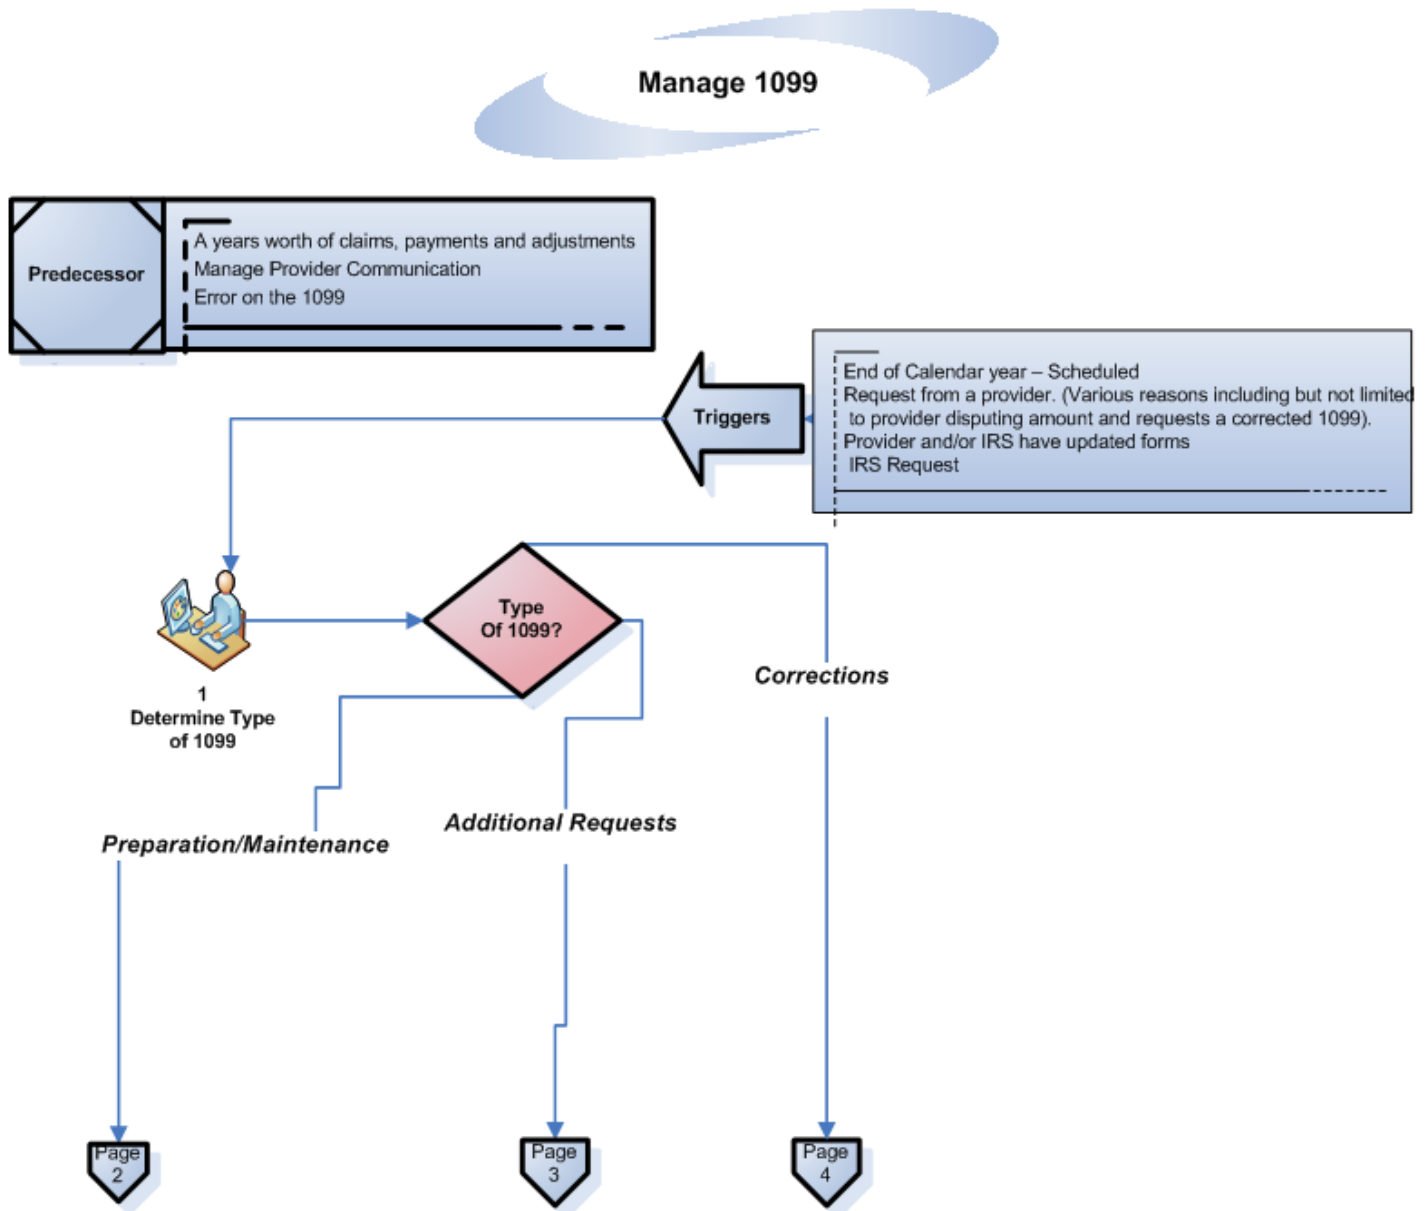 Manage 1099
Predecessor
A years worth of claims, payments and adjustments
Manage Provider Communication
Error on the 1099
Triggers
End of Calendar year – Scheduled
Request from a provider. (Various reasons including but not limited
to provider disputing amount and requests a corrected 1099).
Provider and/or IRS have updated forms
IRS Request
1
Determine Type
of 1099
Type
Of 1099?
Corrections
Preparation/Maintenance
Additional Requests
Page
2
Page
3
Page
4